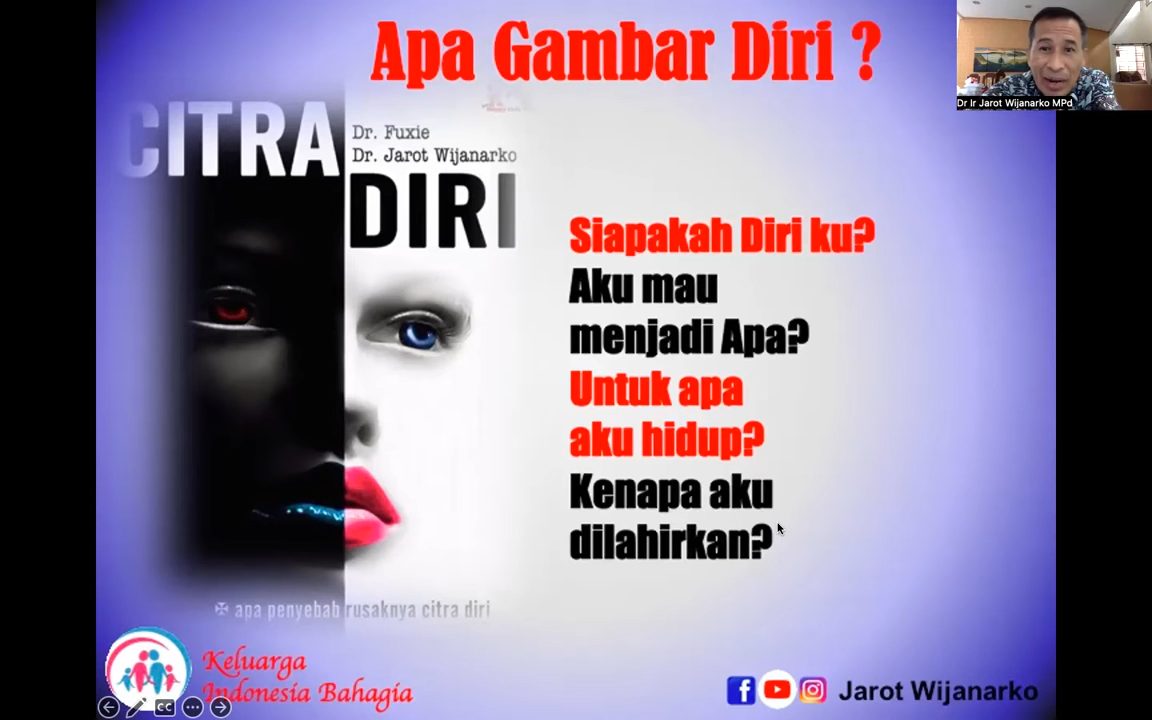 Apa Gambar Diri ?
Dr Ir Jarot Wijanarko MPd
CITRA
Dr. Fuxie
Dr. Jarot Wijanarko
DIRI
Siapakah Diri ku?
Aku mau
menjadi Apa?
Untuk apa
aku hidup?
Kenapa aku
dilahirkan?
apa penyebab rusaknya citra diri
Keluarga
Indonesia Bahagia
CC
Jarot Wijanarko